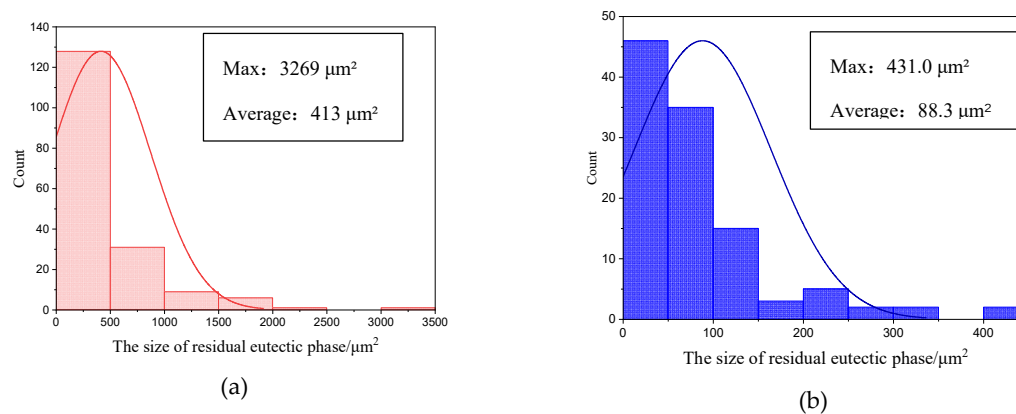 140
120
100
80
60
40
20
0
Count
Max：3269 μm²
Average：413 μm²
0 500 1000 1500 2000 2500 3000 3500
The size of residual eutectic phase/μm²
(a)
50
40
30
20
10
0
Count
Max：431.0 μm²
Average：88.3 μm²
0 100 200 300 400
The size of residual eutectic phase/μm²
(b)